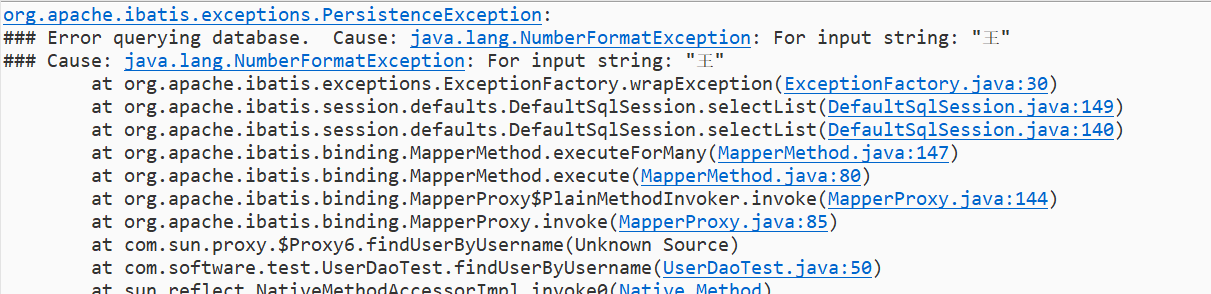 org.apache.ibatis.exceptions.PersistenceException:
### Error querying database.  Cause: java.lang.NumberFormatException: For input string: "王"
### Cause: java.lang.NumberFormatException: For input string: "王"
at org.apache.ibatis.exceptions.ExceptionFactory.wrapException(ExceptionFactory.java:30)
at org.apache.ibatis.session.defaults.DefaultSqlSession.selectList(DefaultSqlSession.java:149)
at org.apache.ibatis.session.defaults.DefaultSqlSession.selectList(DefaultSqlSession.java:140)
at org.apache.ibatis.binding.MapperMethod.executeForMany(MapperMethod.java:147)
at org.apache.ibatis.binding.MapperMethod.execute(MapperMethod.java:80)
at org.apache.ibatis.binding.MapperProxy$PlainMethodInvoker.invoke(MapperProxy.java:144)
at org.apache.ibatis.binding.MapperProxy.invoke(MapperProxy.java:85)
at com.sun.proxy.$Proxy6.findUserByUsername(Unknown Source)
at com.software.test.UserDaoTest.findUserByUsername(UserDaoTest.java:50)
at sun.reflect.NativeMethodAccessorImpl.invoke0(Native Method)